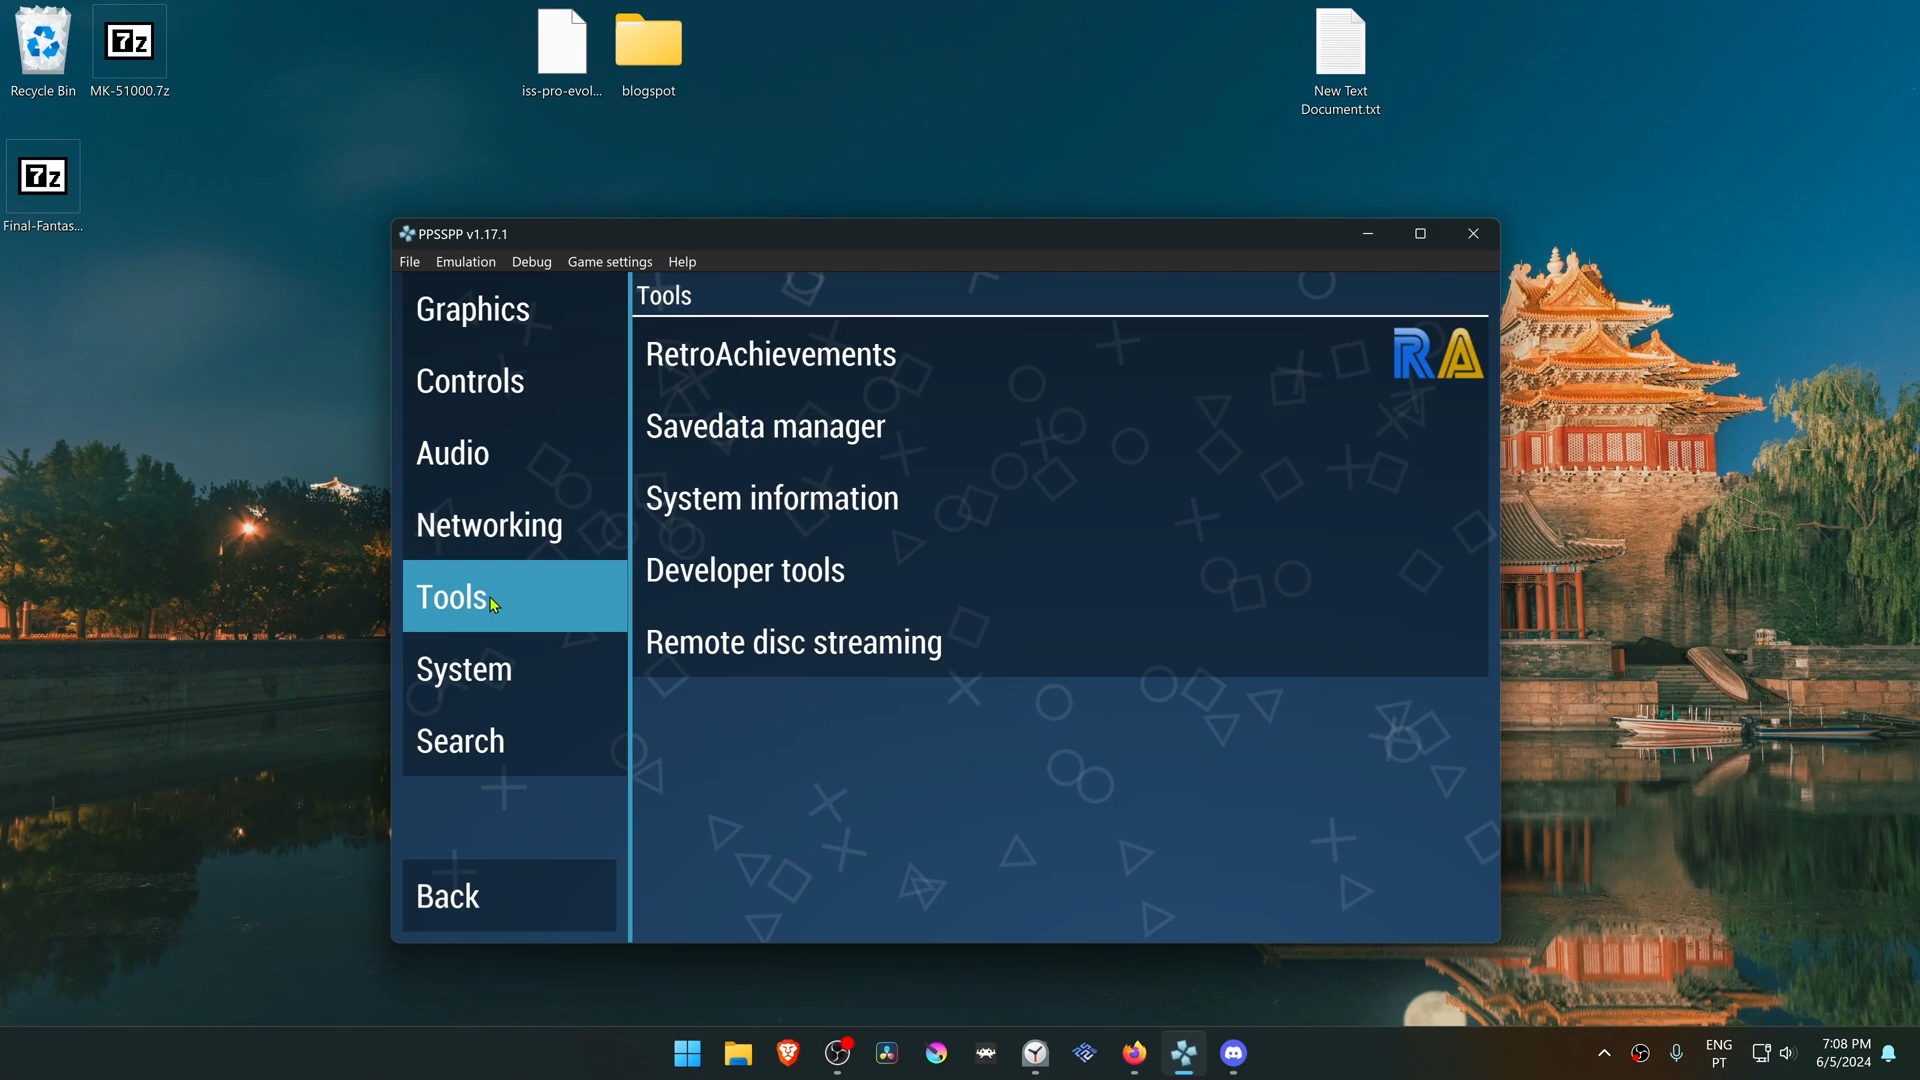 Recycle Bin
7z
MK-51000.7z
iss-pro-evol...
blogspot
New Text
Document.txt
7z
Final-Fantas...
PPSSPP v1.17.1
File
Emulation
Debug
Game settings
Help
Graphics
Controls
Audio
Networking
Tools
System
Search
Back
Tools
RetroAchievements
RA
Savedata manager
System information
Developer tools
Remote disc streaming
ENG
PT
7:08 PM
6/5/2024